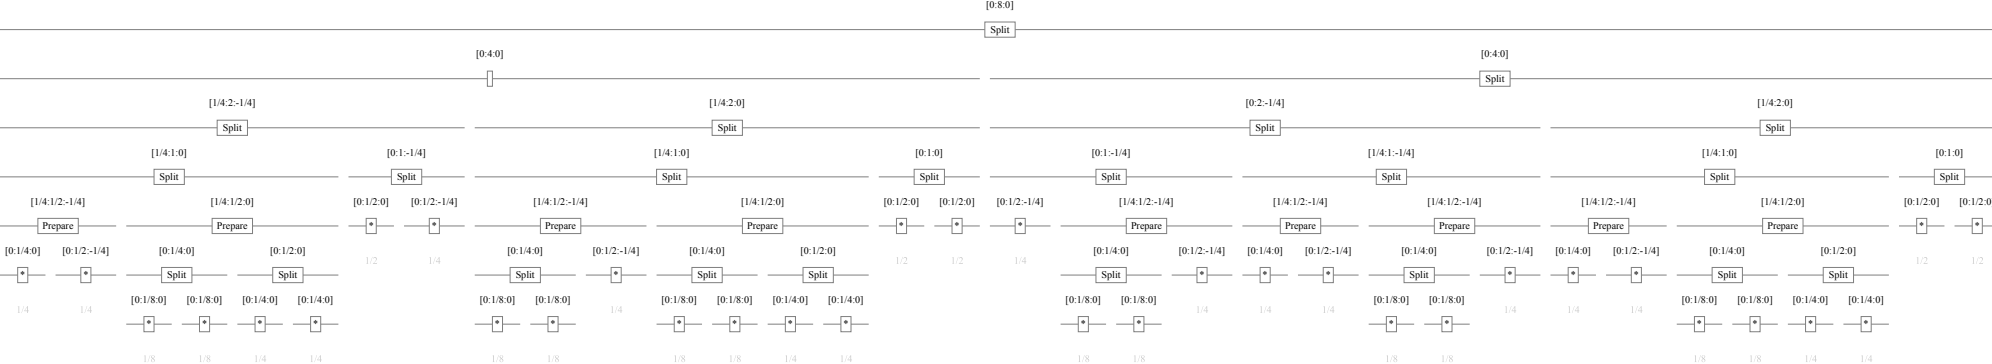 [0:8:0]
Split
[0:4:0] [0:4:0]
Split
[1/4:2:-1/4] [1/4:2:0] [0:2:-1/4] [1/4:2:0]
Split Split Split Split
[1/4:1:0] [0:1:-1/4] [1/4:1:0] [0:1:0] [0:1:-1/4] [1/4:1:-1/4] [1/4:1:0] [0:1:0]
Split Split Split Split Split Split Split Split
[1/4:1/2:-1/4] [1/4:1/2:0] [0:1/2:0] [0:1/2:-1/4] [1/4:1/2:-1/4] [1/4:1/2:0] [0:1/2:0] [0:1/2:0] [0:1/2:-1/4] [1/4:1/2:-1/4] [1/4:1/2:-1/4] [1/4:1/2:-1/4] [1/4:1/2:-1/4] [1/4:1/2:0] [0:1/2:0] [0:1/2:0
Prepare Prepare * * Prepare Prepare * * * Prepare Prepare Prepare Prepare Prepare * *
[0:1/4:0] [0:1/2:-1/4] [0:1/4:0] [0:1/2:0] 1/2 1/4 [0:1/4:0] [0:1/2:-1/4] [0:1/4:0] [0:1/2:0] 1/2 1/2 1/4 [0:1/4:0] [0:1/2:-1/4] [0:1/4:0] [0:1/2:-1/4] [0:1/4:0] [0:1/2:-1/4] [0:1/4:0] [0:1/2:-1/4] [0:1/4:0] [0:1/2:0] 1/2 1/2
* * Split Split Split * Split Split Split * * * Split * * * Split Split
1/4 1/4 [0:1/8:0] [0:1/8:0] [0:1/4:0] [0:1/4:0] [0:1/8:0] [0:1/8:0] 1/4 [0:1/8:0] [0:1/8:0] [0:1/4:0] [0:1/4:0] [0:1/8:0] [0:1/8:0] 1/4 1/4 1/4 [0:1/8:0] [0:1/8:0] 1/4 1/4 1/4 [0:1/8:0] [0:1/8:0] [0:1/4:0] [0:1/4:0]
* * * * * * * * * * * * * * * * * *
1/8 1/8 1/4 1/4 1/8 1/8 1/8 1/8 1/4 1/4 1/8 1/8 1/8 1/8 1/8 1/8 1/4 1/4